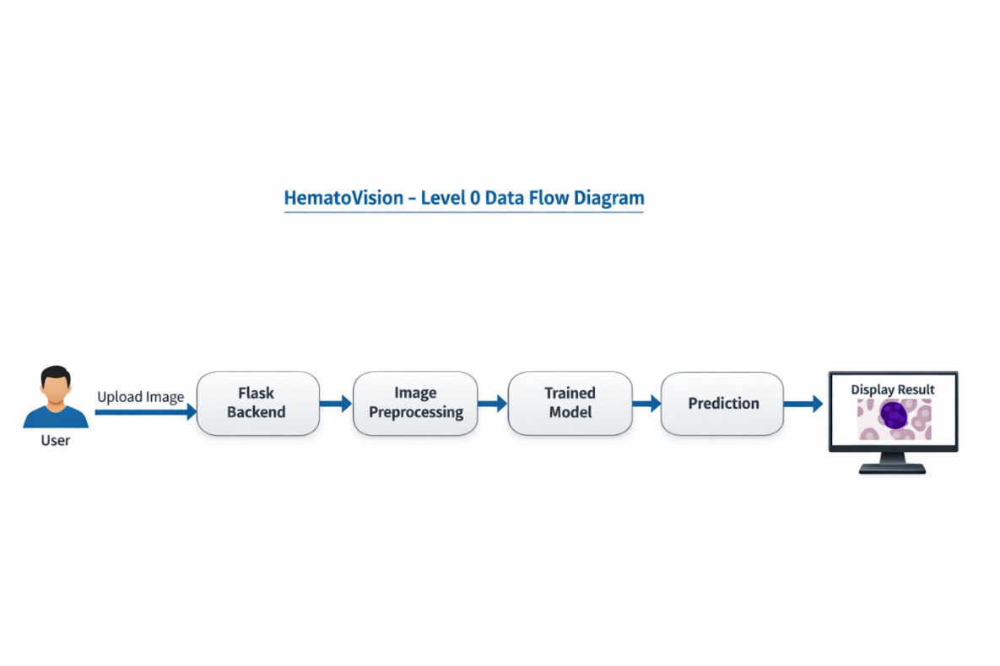 HematoVision – Level 0 Data Flow Diagram
Upload Image
User
Flask
Backend
Image
Preprocessing
Trained
Model
Prediction
Display Result